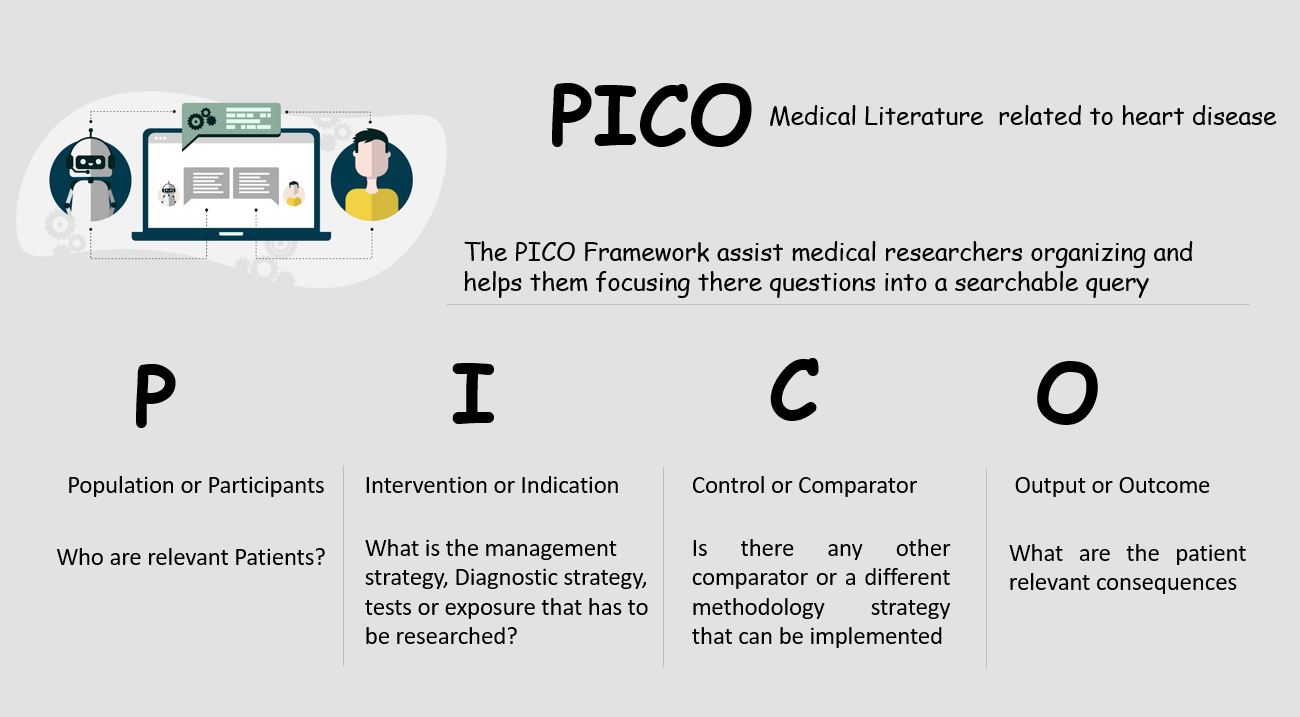 PICO Medical Literature related to heart disease
The PICO Framework assist medical researchers organizing and
helps them focusing there questions into a searchable query
P
I
C
O
Population or Participants
Who are relevant Patients?
Intervention or Indication
What is the management
strategy, Diagnostic strategy,
tests or exposure that has to
be researched?
Control or Comparator
Is there any other
comparator or a different
methodology strategy
that can be implemented
Output or Outcome
What are the patient
relevant consequences